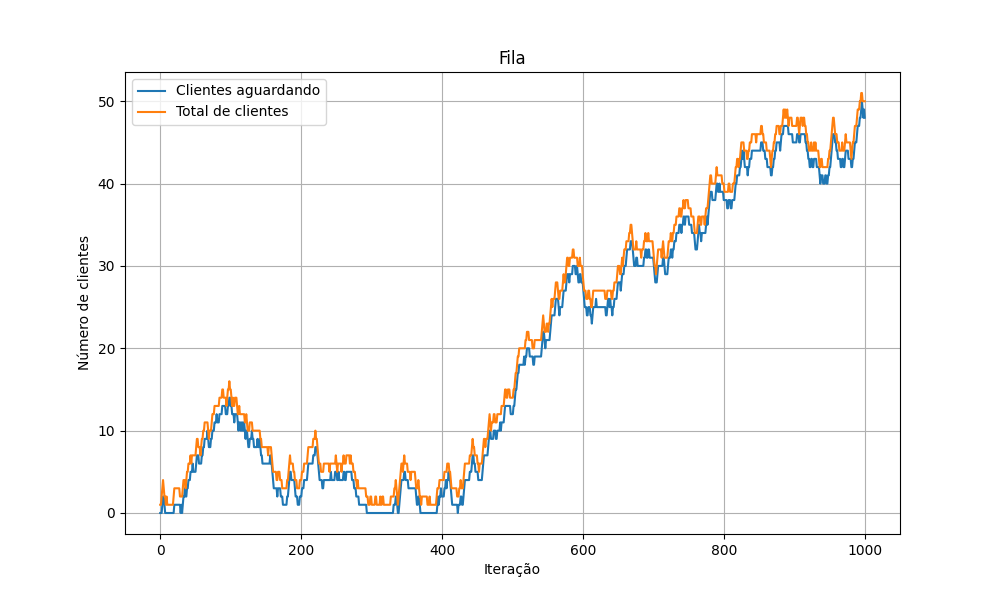 Fila
Clientes aguardando
Total de clientes
Número de clientes
50
40
30
20
10
0
0 200 400 600 800 1000
Iteração